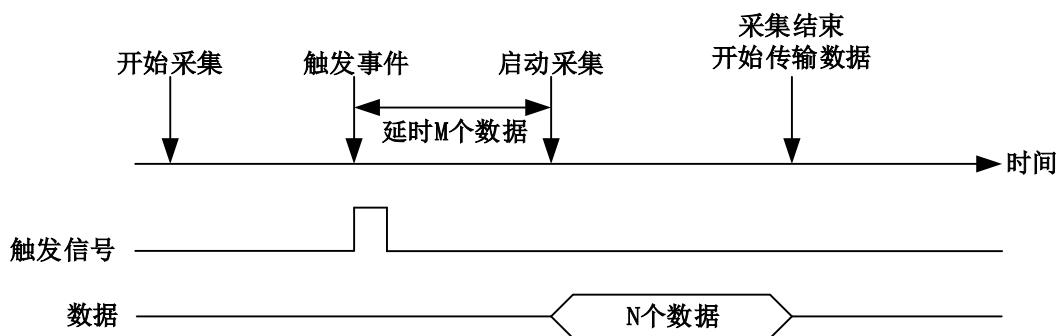 采集结束
开始传输数据
开始采集
触发事件
启动采集
延时M个数据
时间
触发信号
数据
N个数据